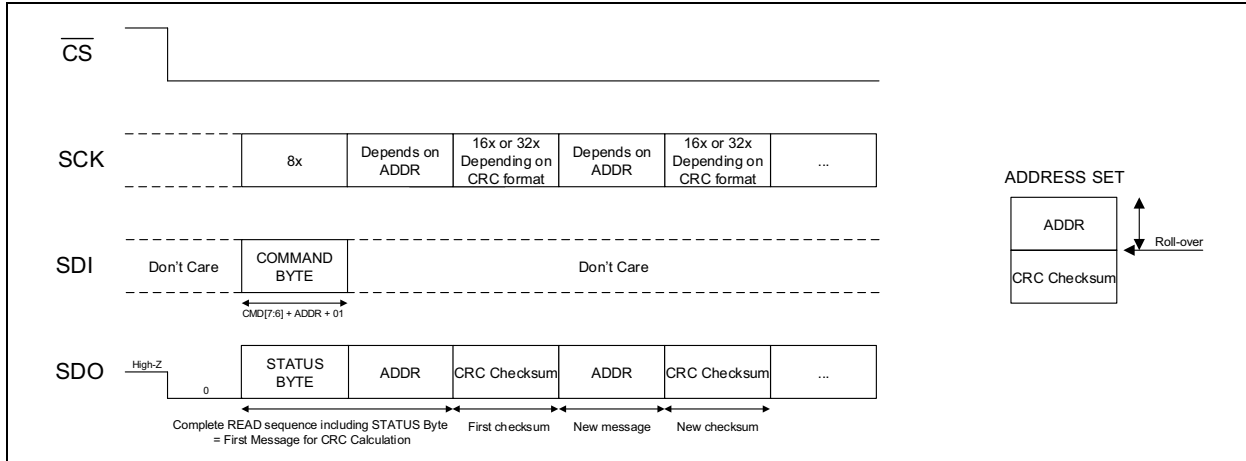 CS
SCK
8x
Depends on
ADDR
16x or 32x
Depending on
CRC format
Depends on
ADDR
16x or 32x
Depending on
CRC format
...
SDI
Don't Care
COMMAND
BYTE
Don't Care
CMD[7:6] + ADDR + 01
SDO
High-Z
0
STATUS
BYTE
ADDR
CRC Checksum
ADDR
CRC Checksum
...
Complete READ sequence including STATUS Byte
= First Message for CRC Calculation
First checksum
New message
New checksum
ADDRESS SET
ADDR
Roll-over
CRC Checksum